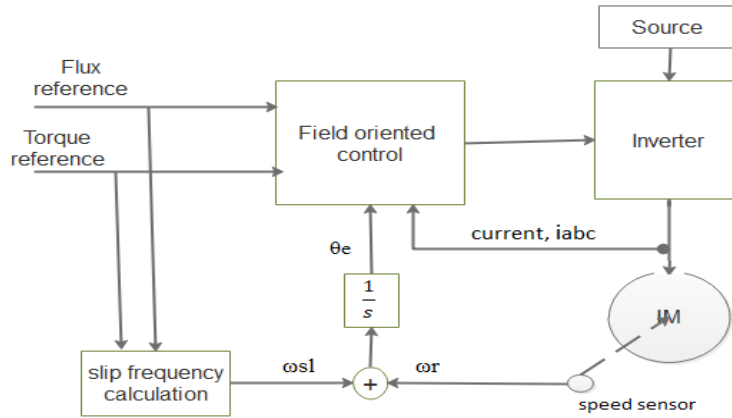 Source
Flux
reference
Field oriented
control
Inverter
Torque
reference
current, iabc
θe
1
s
IM
slip frequency
calculation
ωsl
+
ωr
speed sensor